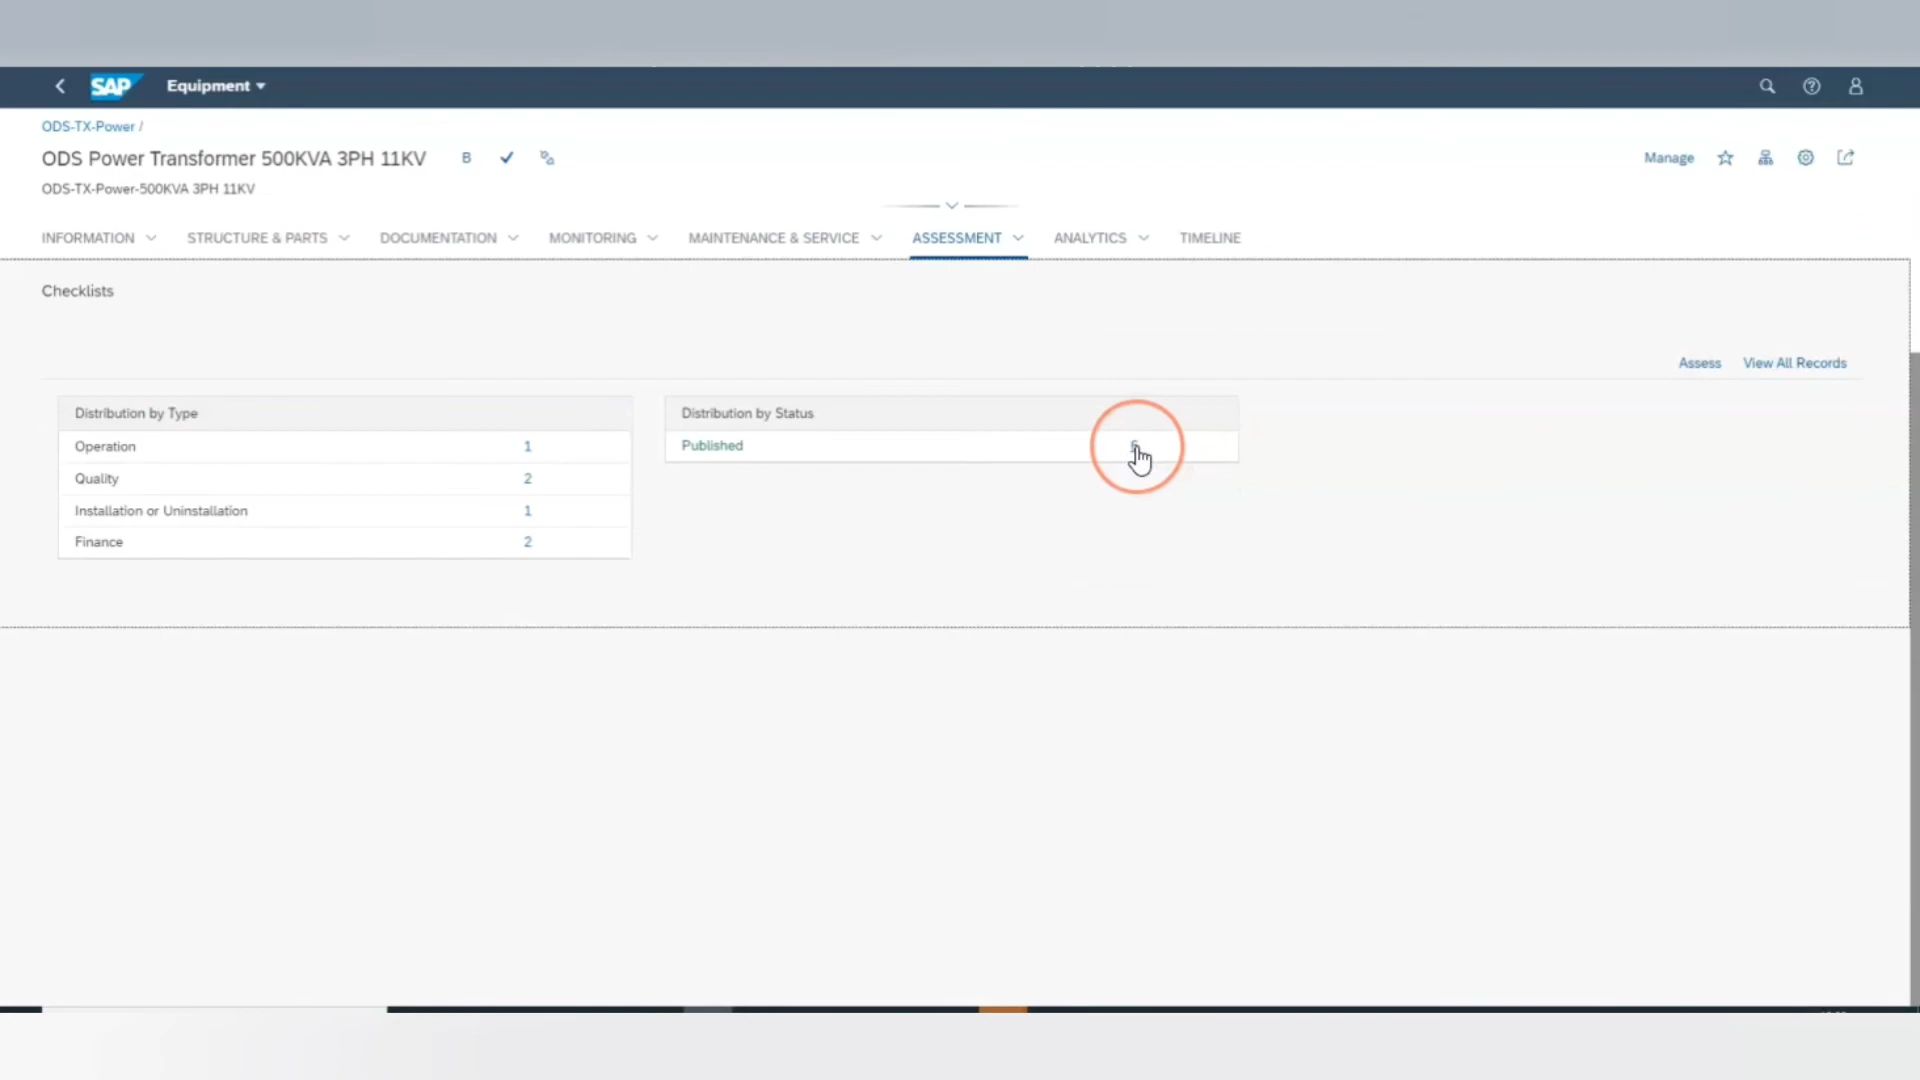 SAP Equipment
ODS-TX-Power /
ODS Power Transformer 500KVA 3PH 11KV B
Manage
ODS-TX-Power-500KVA 3PH 11KV
INFORMATION STRUCTURE & PARTS DOCUMENTATION MONITORING MAINTENANCE & SERVICE ASSESSMENT ANALYTICS TIMELINE
Checklists
Assess View All Records
Distribution by Type
Operation 1
Quality 2
Installation or Uninstallation 1
Finance 2
Distribution by Status
Published